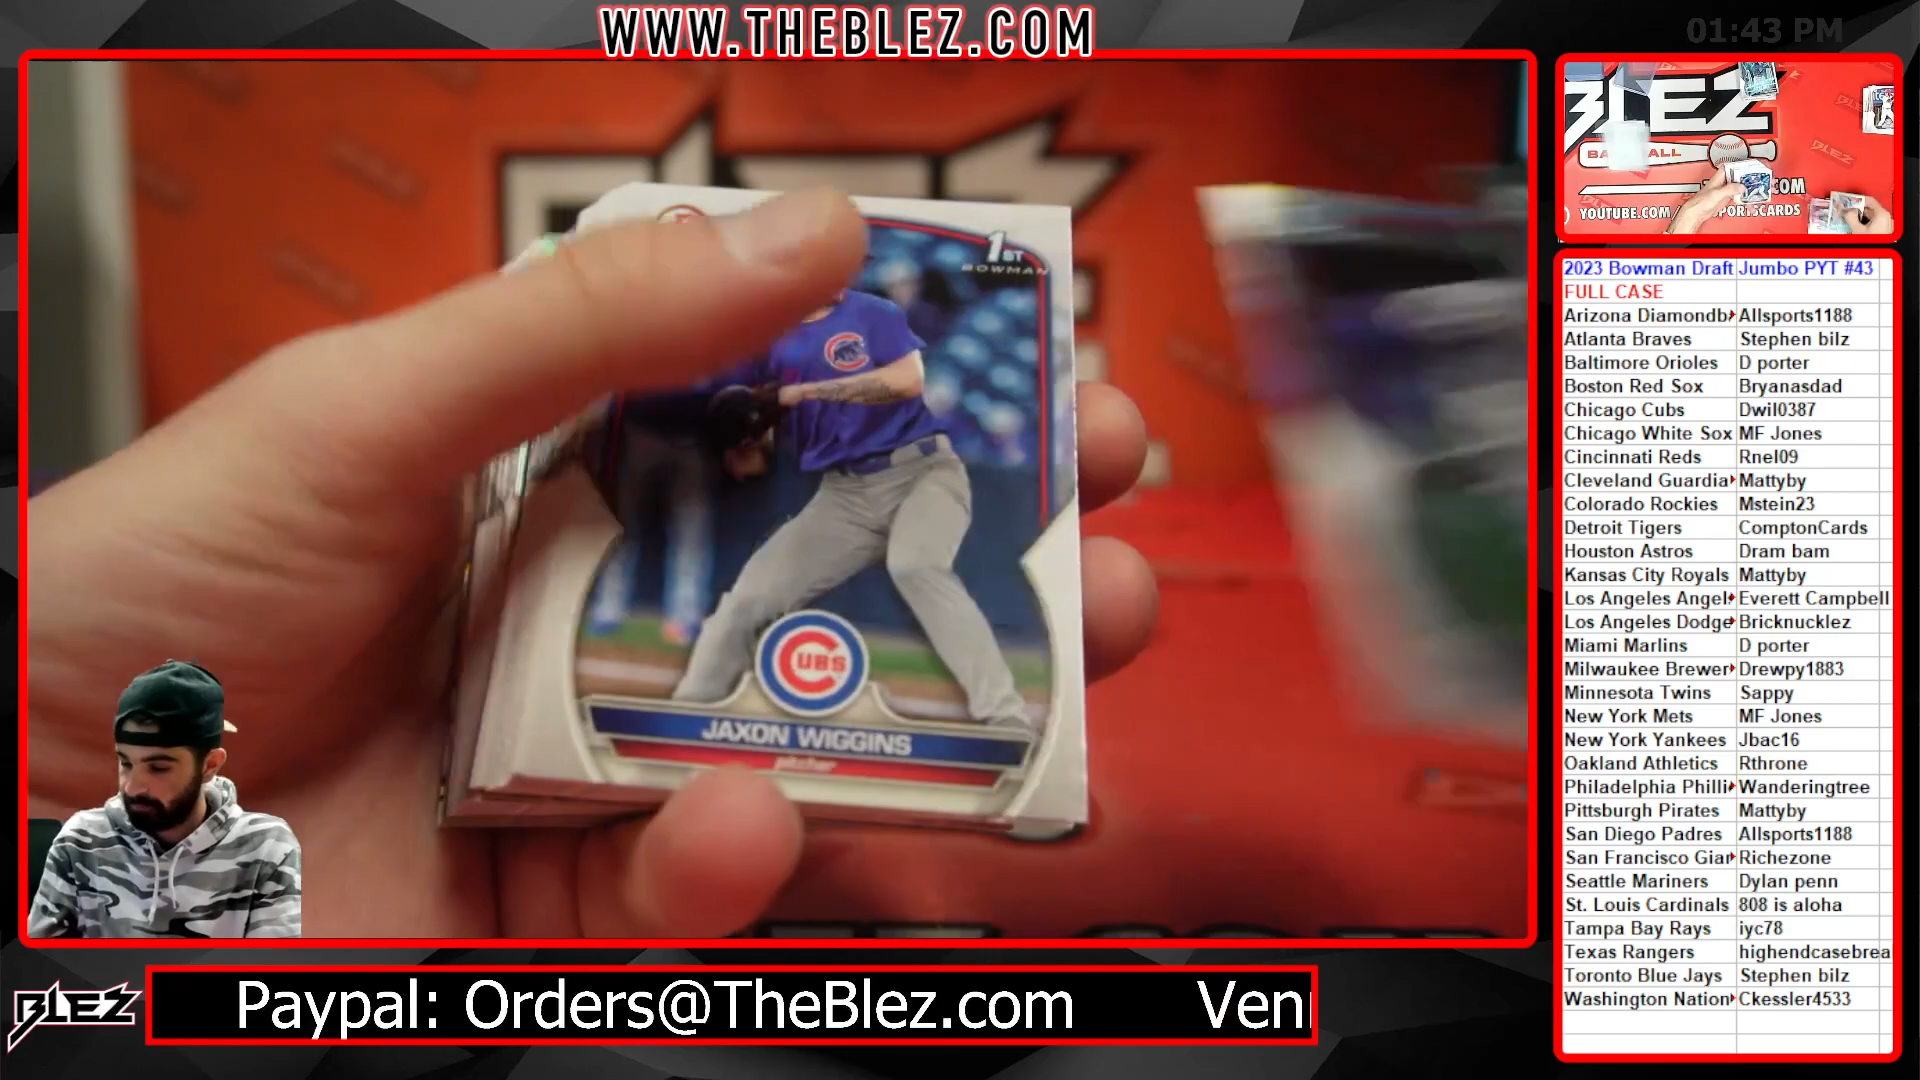 WWW.THEBLEZ.COM
01:43 PM
1ST
BOWMAN
CUBS
JAXON WIGGINS
pitcher
BLEZ
YOUTUBE.COM
2023 Bowman Draft Jumbo PYT #43
FULL CASE
Arizona Diamondb Allsports1188
Atlanta Braves Stephen bilz
Baltimore Orioles D porter
Boston Red Sox Bryanasdad
Chicago Cubs Dwil0387
Chicago White Sox MF Jones
Cincinnati Reds Rnel09
Cleveland Guardia Mattyby
Colorado Rockies Mstein23
Detroit Tigers ComptonCards
Houston Astros Dram bam
Kansas City Royals Mattyby
Los Angeles Angel Everett Campbell
Los Angeles Dodge Bricknucklez
Miami Marlins D porter
Milwaukee Brewer Drewpy1883
Minnesota Twins Sappy
New York Mets MF Jones
New York Yankees Jbac16
Oakland Athletics Rthrone
Philadelphia Philli Wanderingtree
Pittsburgh Pirates Mattyby
San Diego Padres Allsports1188
San Francisco Gian Richezone
Seattle Mariners Dylan penn
St. Louis Cardinals 808 is aloha
Tampa Bay Rays iyc78
Texas Rangers highendcasebrea
Toronto Blue Jays Stephen bilz
Washington Nation Ckessler4533
BLEZ
Paypal: Orders@TheBlez.com Ven